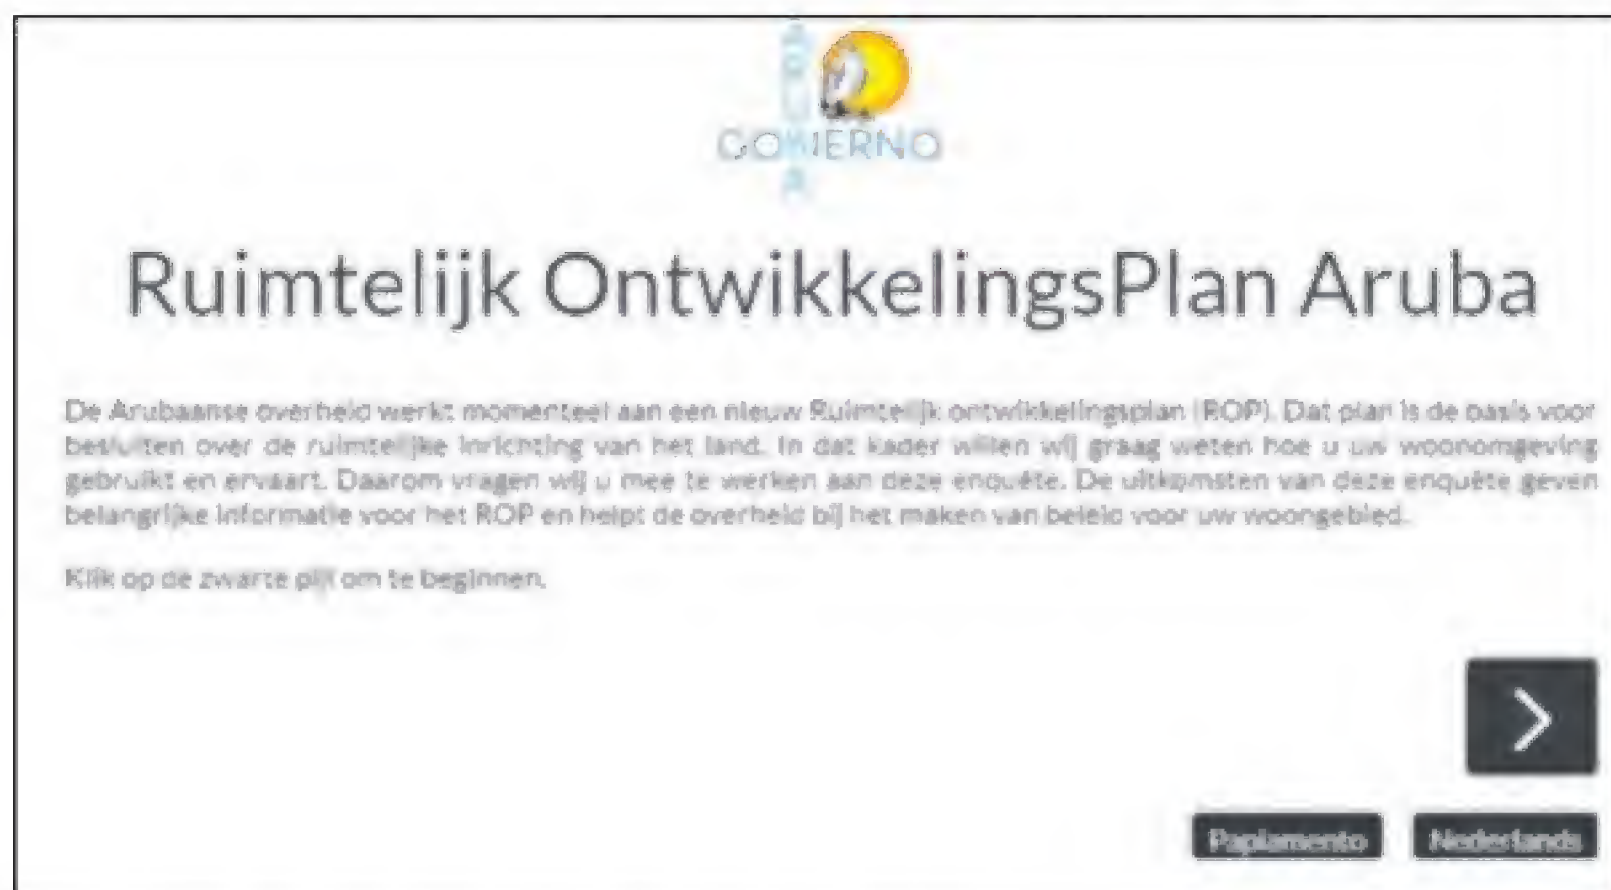 ARUBA
GOBIERNO
Ruimtelijk OntwikkelingsPlan Aruba
De Arubaanse overheid werkt momenteel aan een nieuw Ruimtelijk ontwikkelingsplan (ROP). Dat plan is de basis voor
besluiten over de ruimtelijke inrichting van het land. In dat kader willen wij graag weten hoe u uw woonomgeving
gebruikt en ervaart. Daarom vragen wij u mee te werken aan deze enquête. De uitkomsten van deze enquête geven
belangrijke informatie voor het ROP en helpt de overheid bij het maken van beleid voor uw woongebied.
Klik op de zwarte pijl om te beginnen.
Papiamento Nederlands